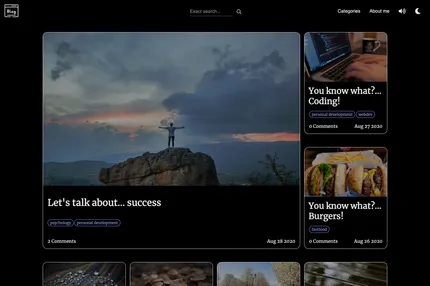 Blog
Exact search...
Categories
About me
Let's talk about... success
psychology
personal development
2 Comments
Aug 28 2020
You know what?...
Coding!
personal development
webdev
0 Comments
Aug 27 2020
You know what?...
Burgers!
fastfood
0 Comments
Aug 26 2020